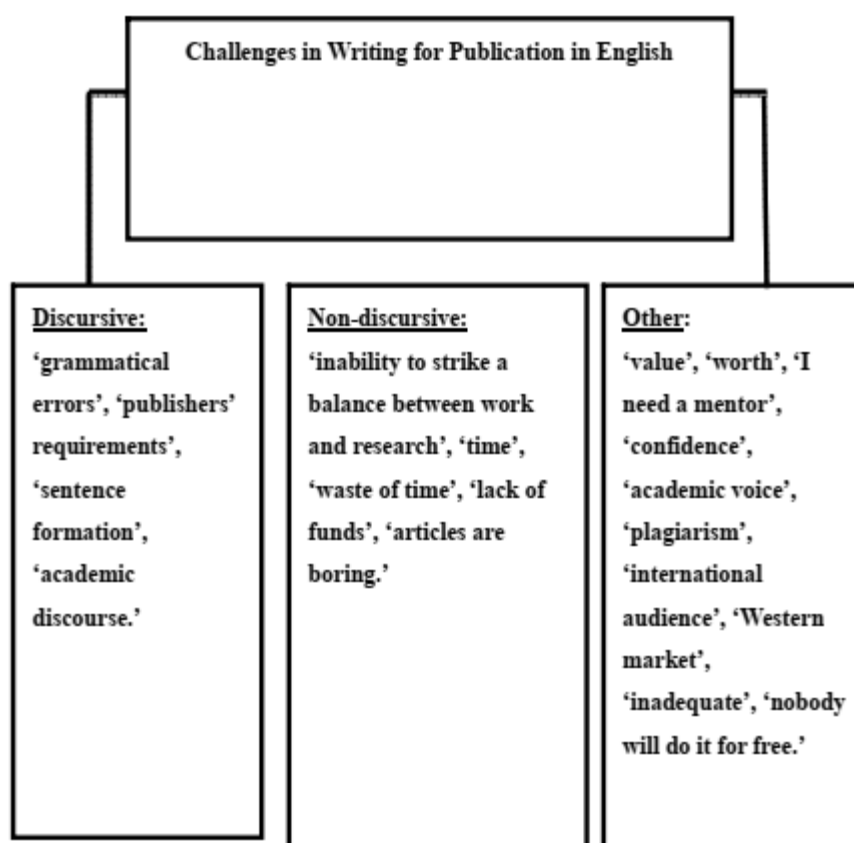 Challenges in Writing for Publication in English
Discursive:
‘grammatical
errors’, ‘publishers’
requirements’,
‘sentence
formation’,
‘academic
discourse.’
Non-discursive:
‘inability to strike a
balance between work
and research’, ‘time’,
‘waste of time’, ‘lack of
funds’, ‘articles are
boring.’
Other:
‘value’, ‘worth’, ‘I
need a mentor’,
‘confidence’,
‘academic voice’,
‘plagiarism’,
‘international
audience’, ‘Western
market’,
‘inadequate’, ‘nobody
will do it for free.’